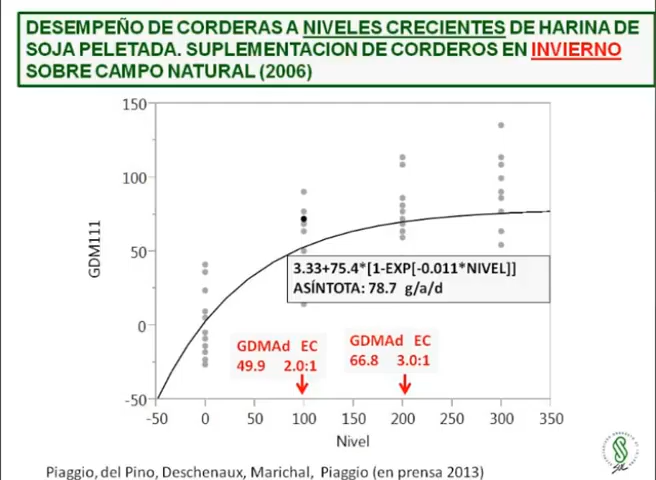 DESEMPEÑO DE CORDERAS A NIVELES CRECIENTES DE HARINA DE
SOJA PELETADA. SUPLEMENTACION DE CORDEROS EN INVIERNO
SOBRE CAMPO NATURAL (2006)
150
100
50
0
-50
GDM111
3.33+75.4*[1-EXP[-0.011*NIVEL]]
ASÍNTOTA: 78.7 g/a/d
GDMAd EC
49.9 2.0:1
GDMAd EC
66.8 3.0:1
-50 0 50 100 150 200 250 300 350
Nivel
Piaggio, del Pino, Deschenaux, Marichal, Piaggio (en prensa 2013)